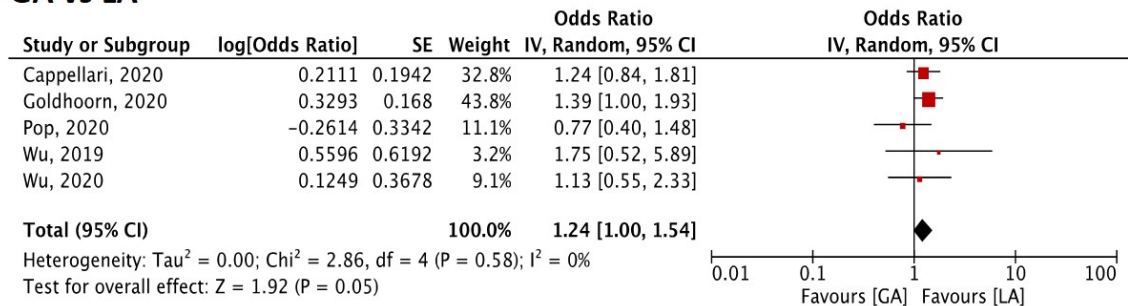 Odds Ratio Odds Ratio
Study or Subgroup log[Odds Ratio] SE Weight IV, Random, 95% CI IV, Random, 95% CI
Cappellari, 2020 0.2111 0.1942 32.8% 1.24 [0.84, 1.81]
Goldhoorn, 2020 0.3293 0.168 43.8% 1.39 [1.00, 1.93]
Pop, 2020 −0.2614 0.3342 11.1% 0.77 [0.40, 1.48]
Wu, 2019 0.5596 0.6192 3.2% 1.75 [0.52, 5.89]
Wu, 2020 0.1249 0.3678 9.1% 1.13 [0.55, 2.33]
Total (95% CI) 100.0% 1.24 [1.00, 1.54]
Heterogeneity: Tau² = 0.00; Chi² = 2.86, df = 4 (P = 0.58); I² = 0%
Test for overall effect: Z = 1.92 (P = 0.05)
0.01 0.1 1 10 100
Favours [GA] Favours [LA]